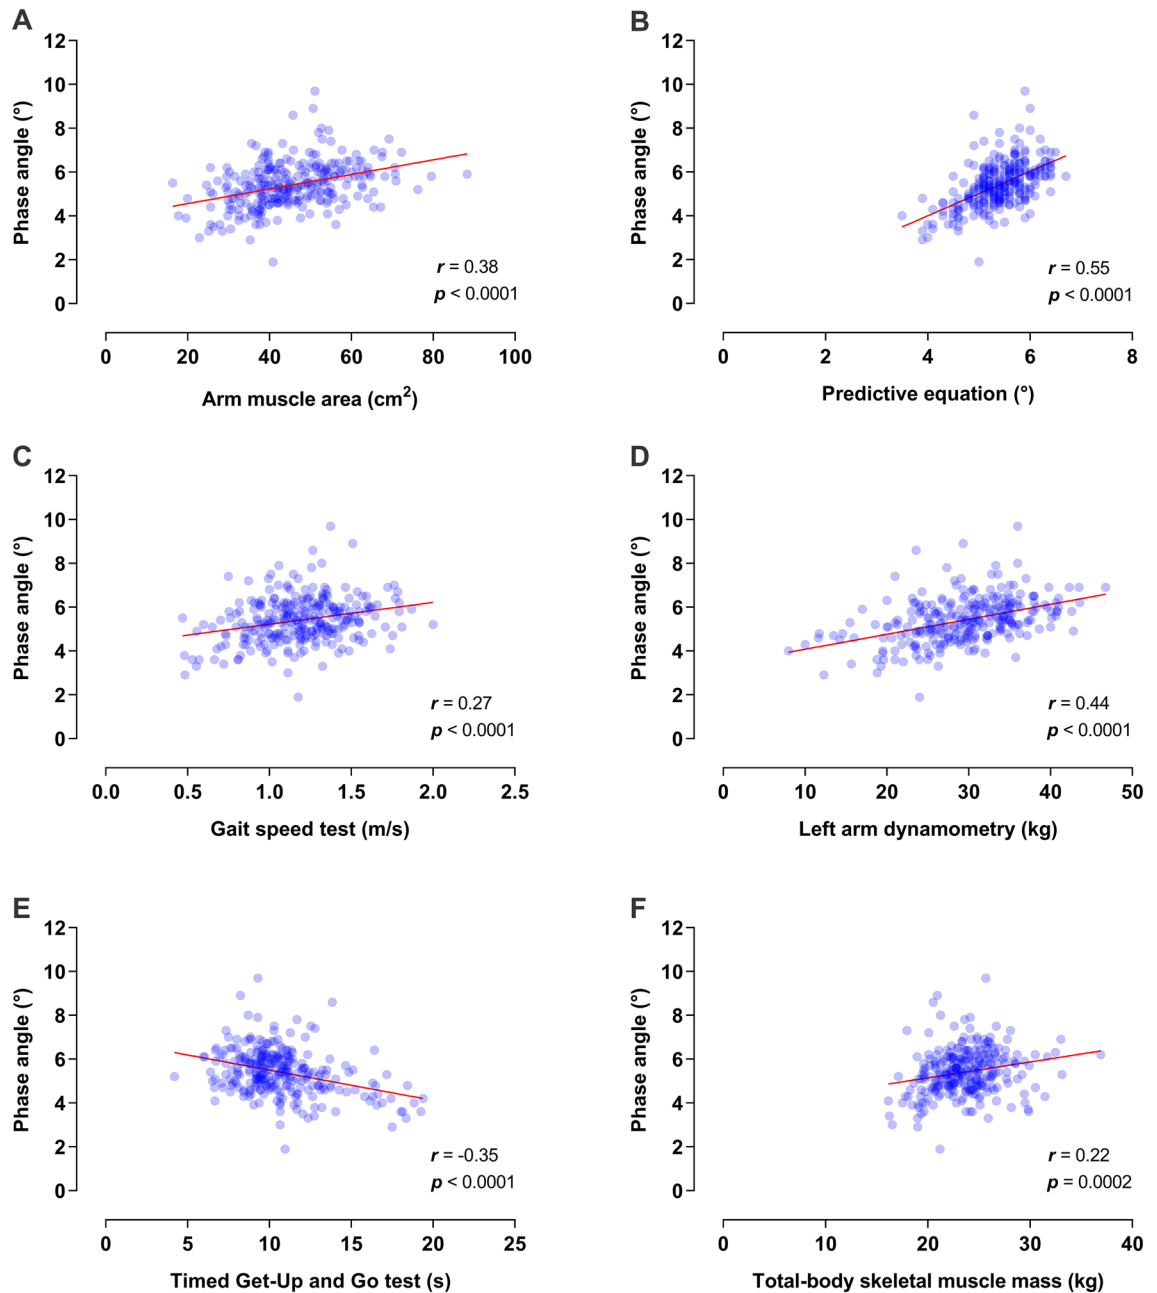 A
12
10
8
6
4
2
0
Phase angle (°)
r = 0.38
p < 0.0001
0 20 40 60 80 100
Arm muscle area (cm²)
B
12
10
8
6
4
2
0
Phase angle (°)
r = 0.55
p < 0.0001
0 2 4 6 8
Predictive equation (°)
C
12
10
8
6
4
2
0
Phase angle (°)
r = 0.27
p < 0.0001
0.0 0.5 1.0 1.5 2.0 2.5
Gait speed test (m/s)
D
12
10
8
6
4
2
0
Phase angle (°)
r = 0.44
p < 0.0001
0 10 20 30 40 50
Left arm dynamometry (kg)
E
12
10
8
6
4
2
0
Phase angle (°)
r = -0.35
p < 0.0001
0 5 10 15 20 25
Timed Get-Up and Go test (s)
F
12
10
8
6
4
2
0
Phase angle (°)
r = 0.22
p = 0.0002
0 10 20 30 40
Total-body skeletal muscle mass (kg)